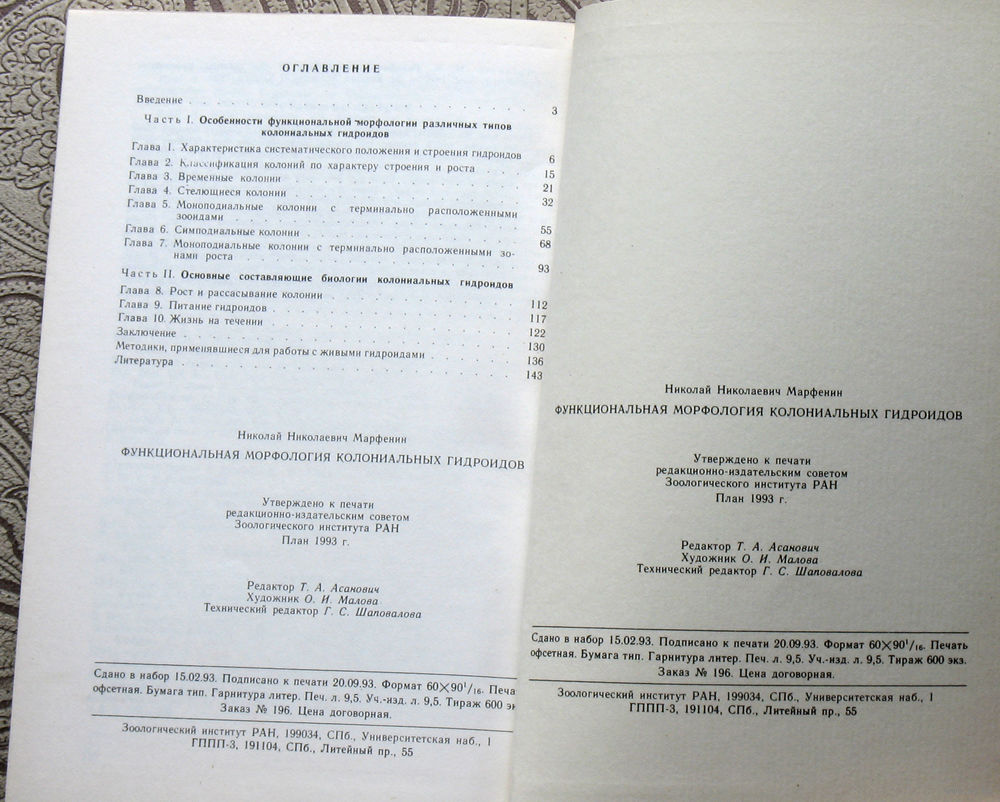 ОГЛАВЛЕНИЕ
Введение . . . . . . . . . . . . . . . . . . . . 3
Часть I. Особенности функциональной морфологии различных типов
колониальных гидроидов
Глава 1. Характеристика систематического положения и строения гидроидов 6
Глава 2. Классификация колоний по характеру строения и роста . . . 15
Глава 3. Временные колонии . . . . . . . . . . . . . . . 21
Глава 4. Стелющиеся колонии . . . . . . . . . . . . . . . 32
Глава 5. Моноподиальные колонии с терминально расположенными
зооидами . . . . . . . . . . . . . . . . . . . . 55
Глава 6. Симподиальные колонии . . . . . . . . . . . . . . 68
Глава 7. Моноподиальные колонии с терминально расположенными зо-
нами роста . . . . . . . . . . . . . . . . . . . 93
Часть II. Основные составляющие биологии колониальных гидроидов
Глава 8. Рост и рассасывание колонии . . . . . . . . . . . . 112
Глава 9. Питание гидроидов . . . . . . . . . . . . . . . 117
Глава 10. Жизнь на течении . . . . . . . . . . . . . . . 122
Заключение . . . . . . . . . . . . . . . . . . . 130
Методики, применявшиеся для работы с живыми гидроидами . . . . 136
Литература . . . . . . . . . . . . . . . . . . . 143
Николай Николаевич Марфенин
ФУНКЦИОНАЛЬНАЯ МОРФОЛОГИЯ КОЛОНИАЛЬНЫХ ГИДРОИДОВ
Утверждено к печати
редакционно-издательским советом
Зоологического института РАН
План 1993 г.
Редактор Т. А. Асанович
Художник О. И. Малова
Технический редактор Г. С. Шаповалова
Сдано в набор 15.02.93. Подписано к печати 20.09.93. Формат 60×90¹/₁₆. Печа
офсетная. Бумага тип. Гарнитура литер. Печ. л. 9,5. Уч.-изд. л. 9,5. Тираж 600 эк
Заказ № 196. Цена договорная.
Зоологический институт РАН, 199034, СПб., Университетская наб., 1
ГППП-3, 191104, СПб., Литейный пр., 55
Николай Николаевич Марфенин
ФУНКЦИОНАЛЬНАЯ МОРФОЛОГИЯ КОЛОНИАЛЬНЫХ ГИДРОИДОВ
Утверждено к печати
редакционно-издательским советом
Зоологического института РАН
План 1993 г.
Редактор Т. А. Асанович
Художник О. И. Малова
Технический редактор Г. С. Шаповалова
Сдано в набор 15.02.93. Подписано к печати 20.09.93. Формат 60×90¹/₁₆. Печать
офсетная. Бумага тип. Гарнитура литер. Печ. л. 9,5. Уч.-изд. л. 9,5. Тираж 600 экз.
Заказ № 196. Цена договорная.
Зоологический институт РАН, 199034, СПб., Университетская наб., 1
ГППП-3, 191104, СПб., Литейный пр., 55